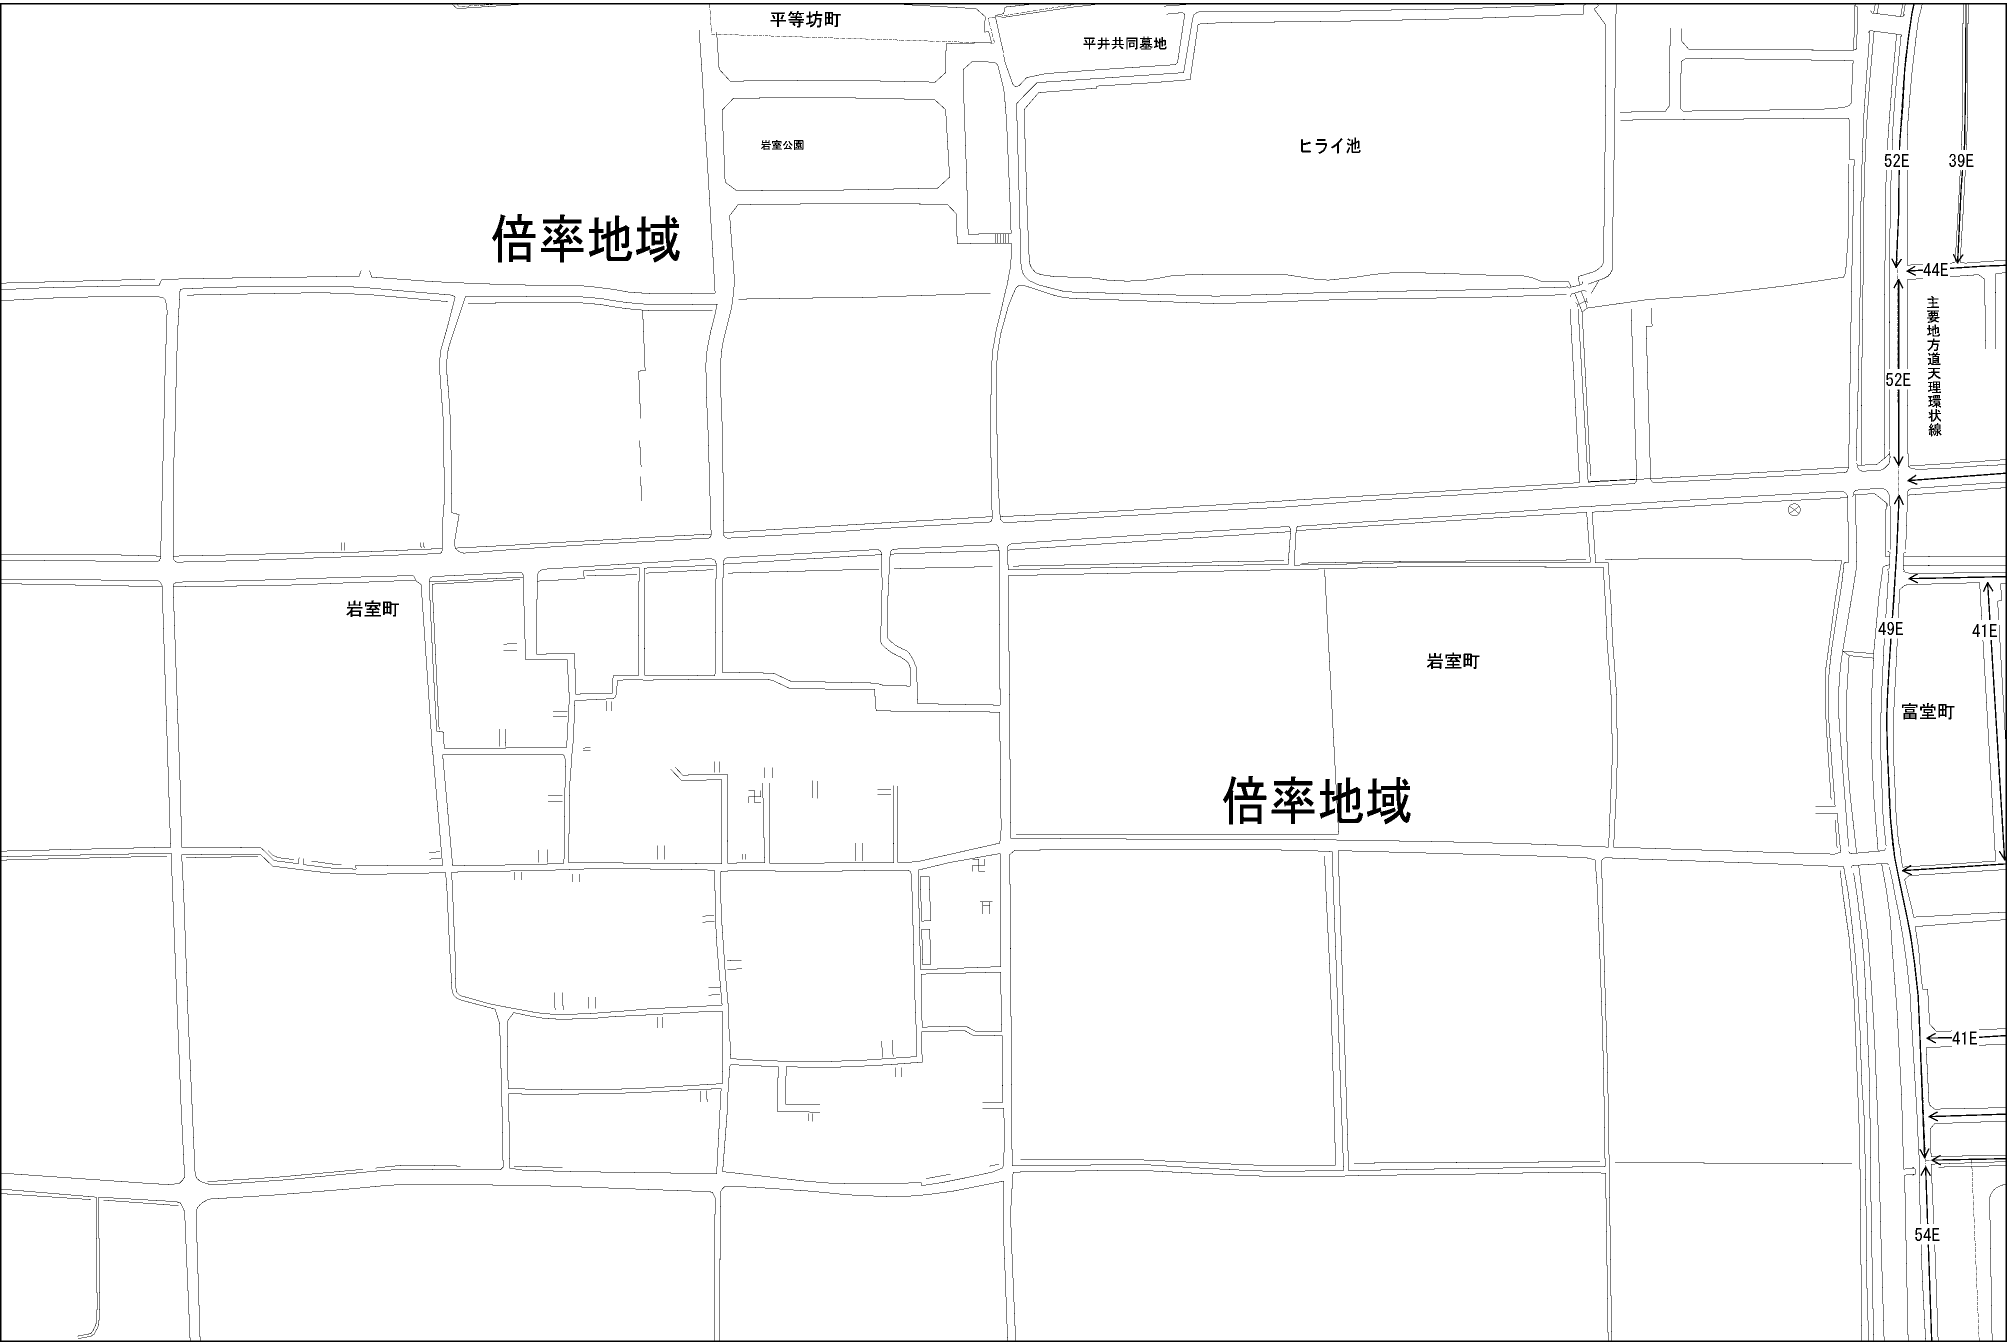 平等坊町
平井共同墓地
岩室公園
ヒライ池
52E
39E
倍率地域
44E
主要地方道天理環状線
52E
岩室町
49E
41E
岩室町
富堂町
倍率地域
41E
54E